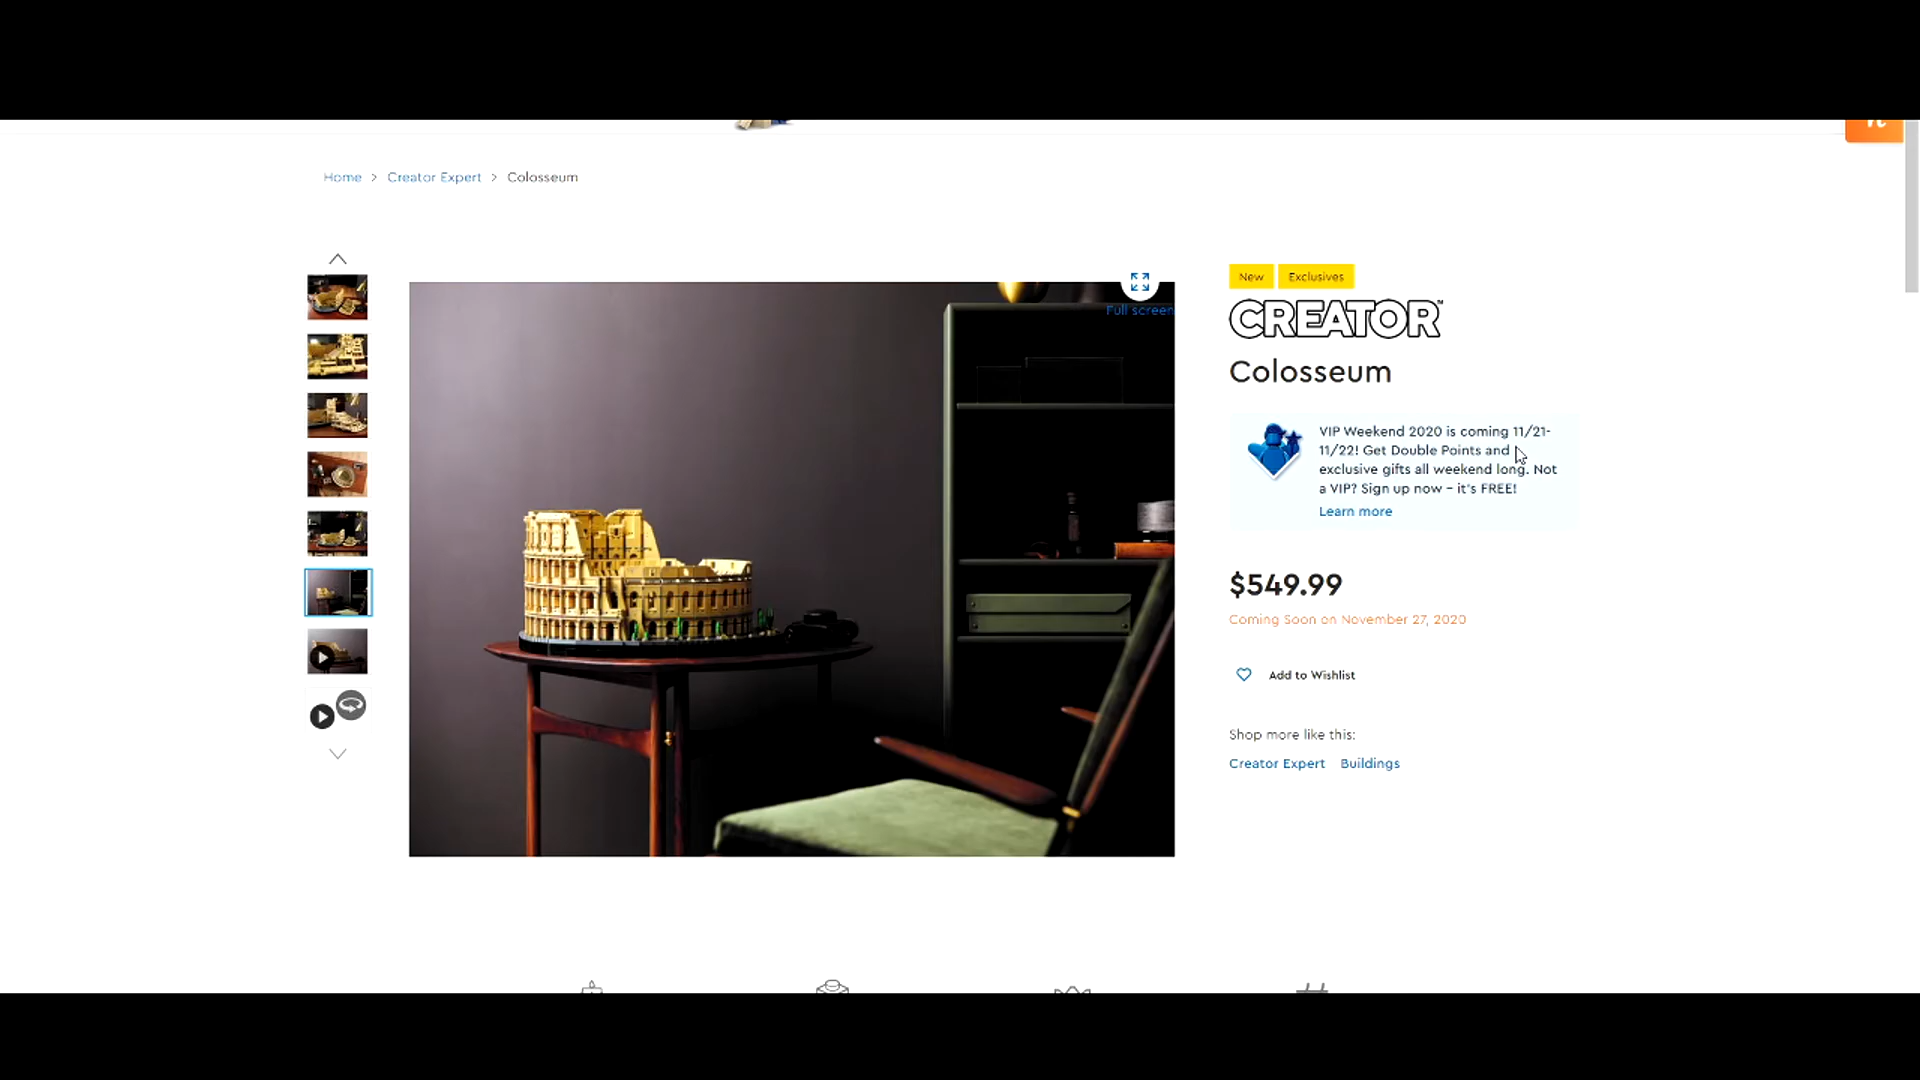 Home > Creator Expert > Colosseum
Full screen
New Exclusives
CREATOR™
Colosseum
VIP Weekend 2020 is coming 11/21-
11/22! Get Double Points and
exclusive gifts all weekend long. Not
a VIP? Sign up now – it's FREE!
Learn more
$549.99
Coming Soon on November 27, 2020
Add to Wishlist
Shop more like this:
Creator Expert Buildings